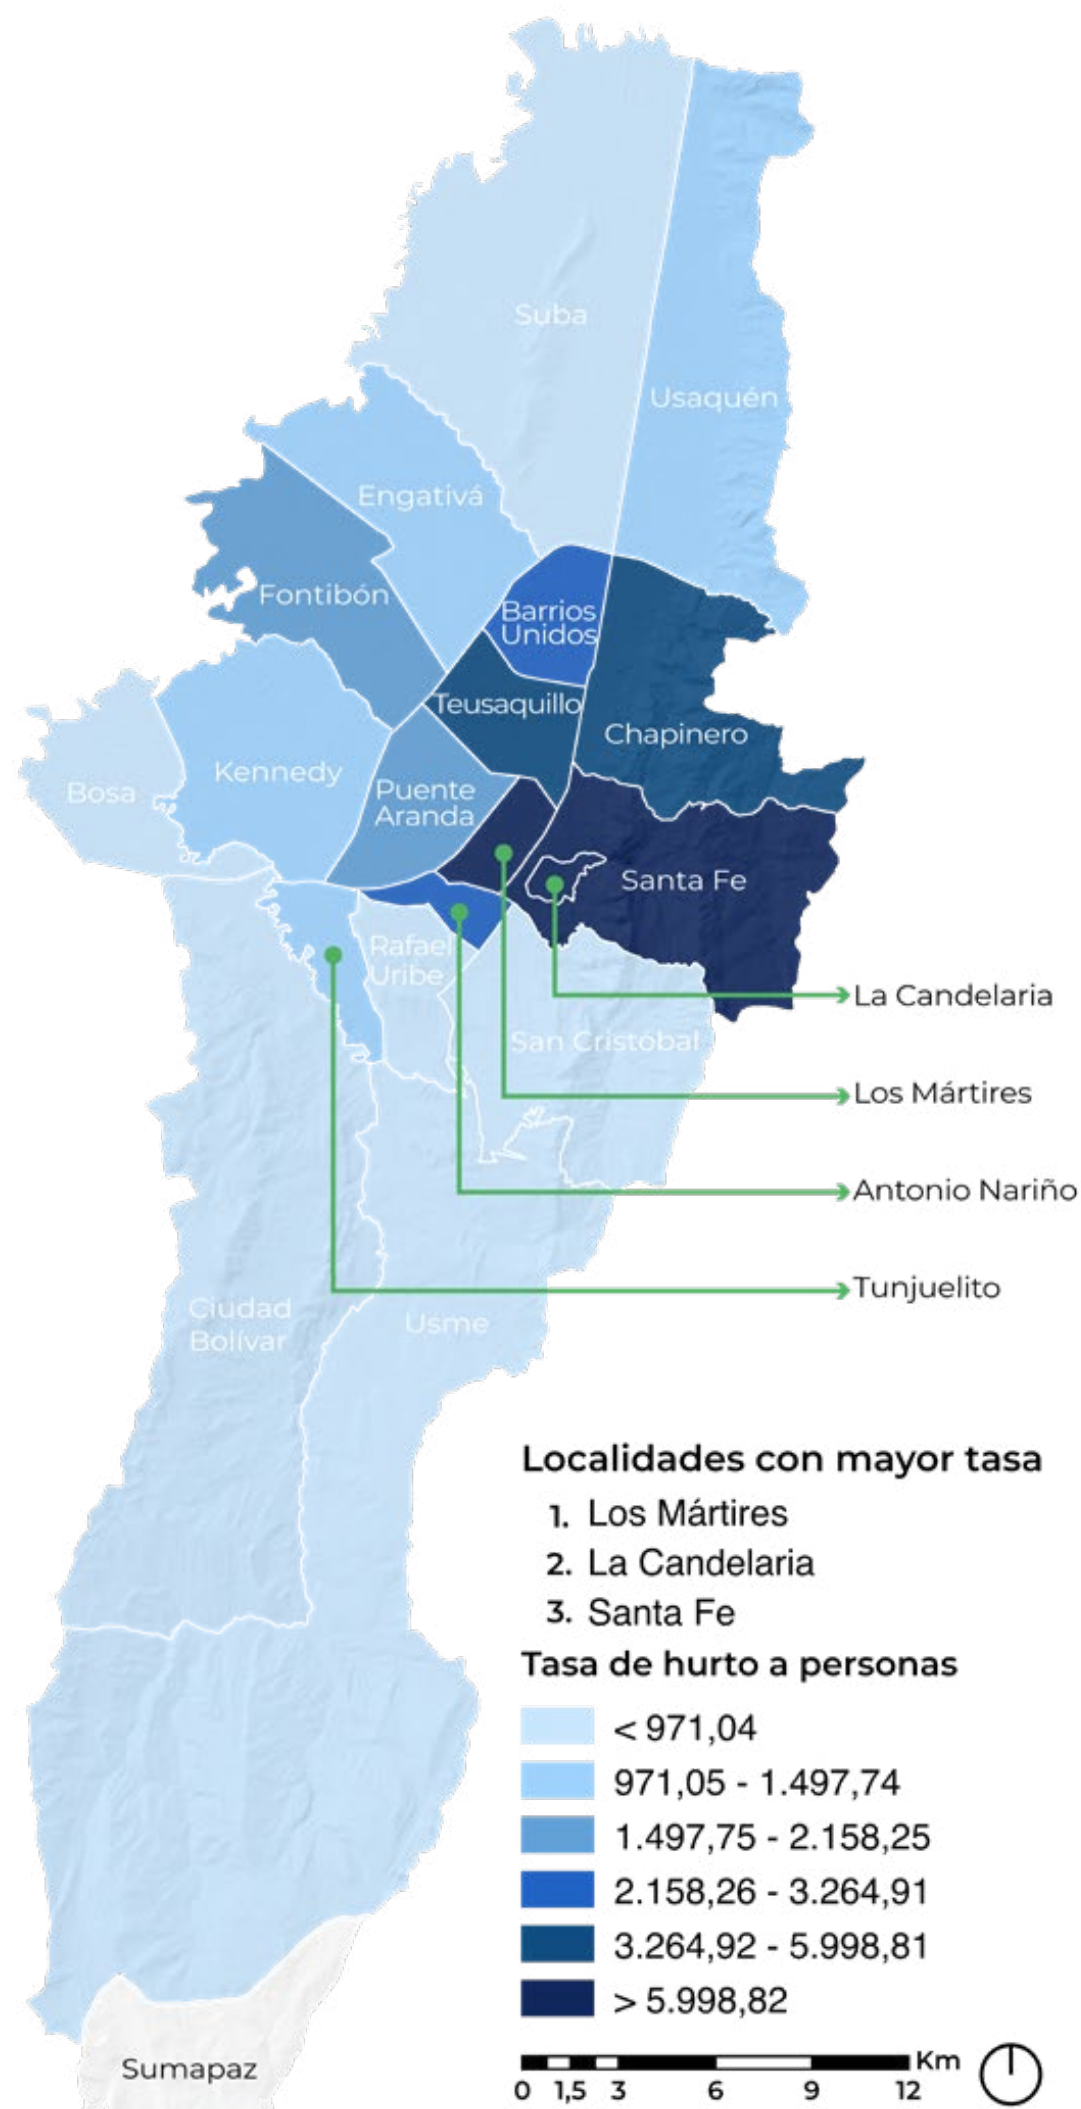 Suba
Usaquén
Engativá
Fontibón
Barrios
Unidos
Teusaquillo
Chapinero
Kennedy
Bosa
Puente
Aranda
Santa Fe
Rafael
Uribe
La Candelaria
San Cristóbal
Los Mártires
Antonio Nariño
Tunjuelito
Ciudad
Bolívar
Usme
Localidades con mayor tasa
1. Los Mártires
2. La Candelaria
3. Santa Fe
Tasa de hurto a personas
< 971,04
971,05 - 1.497,74
1.497,75 - 2.158,25
2.158,26 - 3.264,91
3.264,92 - 5.998,81
> 5.998,82
Km
0 1,5 3 6 9 12
Sumapaz